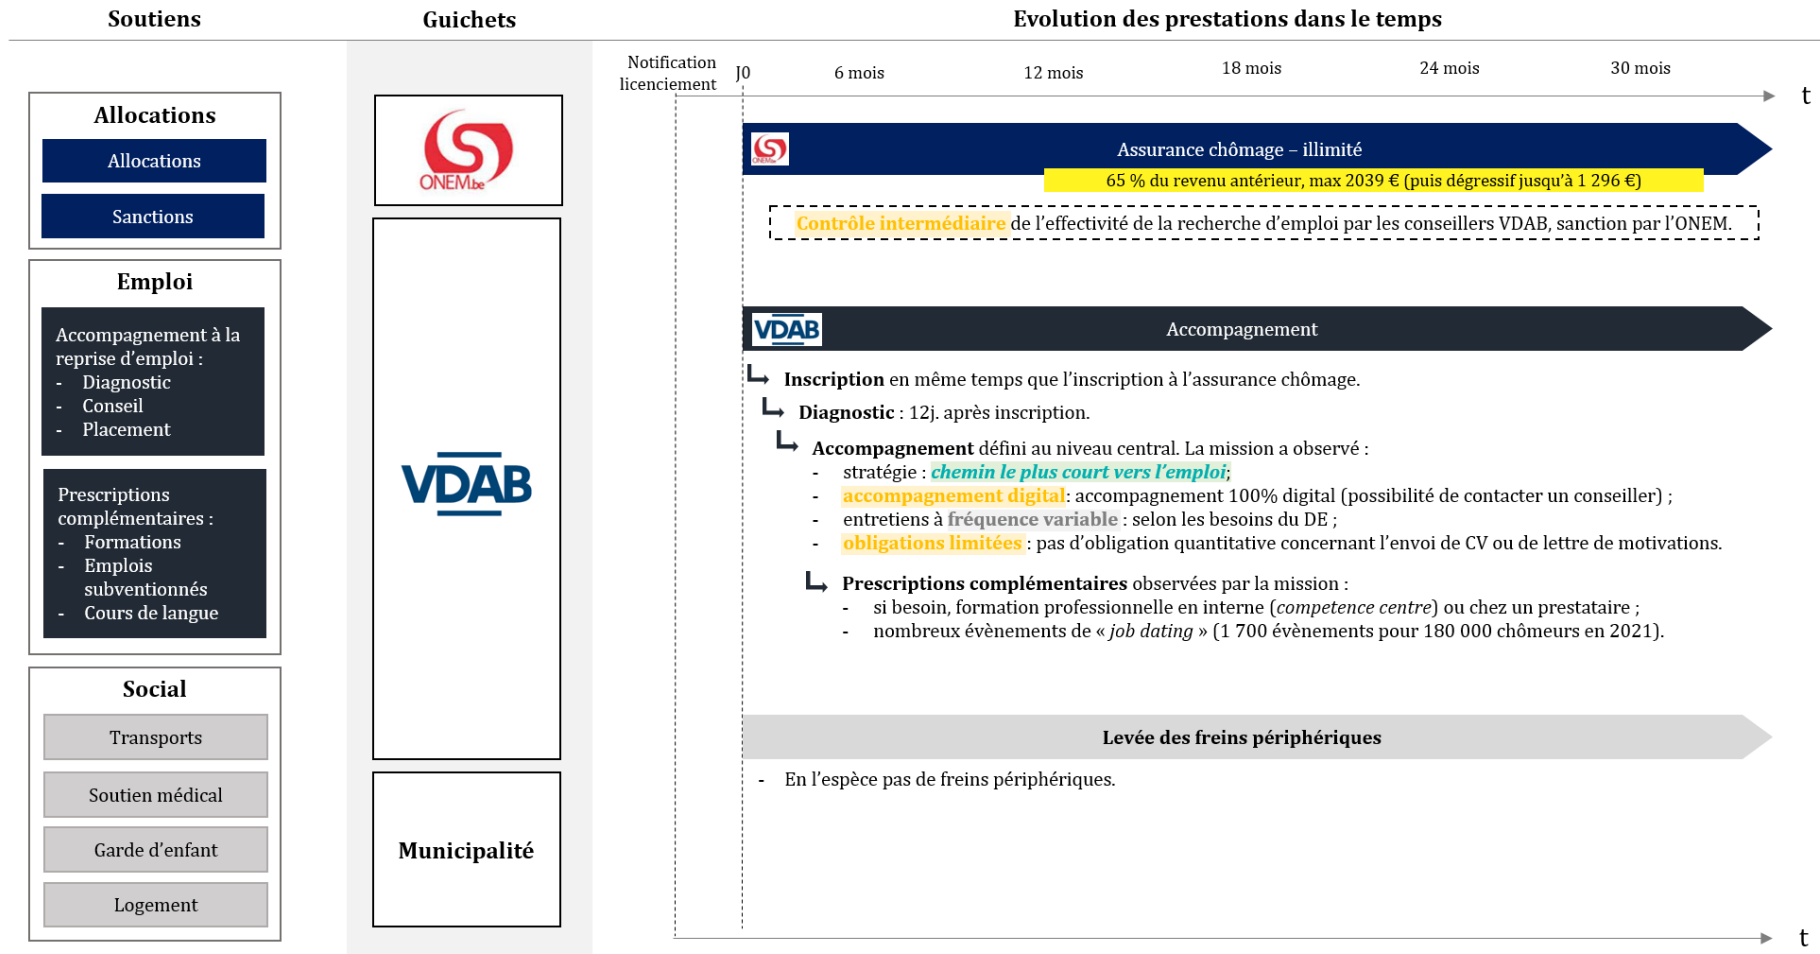 Soutiens
Guichets
Evolution des prestations dans le temps
Notification
licenciement
J0
6 mois
12 mois
18 mois
24 mois
30 mois
t
Allocations
Allocations
Sanctions
ONEM.be
ONEM.be
Assurance chômage – illimité
65 % du revenu antérieur, max 2039 € (puis dégressif jusqu'à 1 296 €)
Contrôle intermédiaire de l'effectivité de la recherche d'emploi par les conseillers VDAB, sanction par l'ONEM.
Emploi
Accompagnement à la
reprise d'emploi :
- Diagnostic
- Conseil
- Placement
Prescriptions
complémentaires :
- Formations
- Emplois
subventionnés
- Cours de langue
VDAB
VDAB
Accompagnement
Inscription en même temps que l'inscription à l'assurance chômage.
Diagnostic : 12j. après inscription.
Accompagnement défini au niveau central. La mission a observé :
- stratégie : chemin le plus court vers l'emploi;
- accompagnement digital: accompagnement 100% digital (possibilité de contacter un conseiller) ;
- entretiens à fréquence variable : selon les besoins du DE ;
- obligations limitées : pas d'obligation quantitative concernant l'envoi de CV ou de lettre de motivations.
Prescriptions complémentaires observées par la mission :
- si besoin, formation professionnelle en interne (competence centre) ou chez un prestataire ;
- nombreux évènements de « job dating » (1 700 évènements pour 180 000 chômeurs en 2021).
Social
Transports
Soutien médical
Garde d'enfant
Logement
Municipalité
Levée des freins périphériques
- En l'espèce pas de freins périphériques.
t